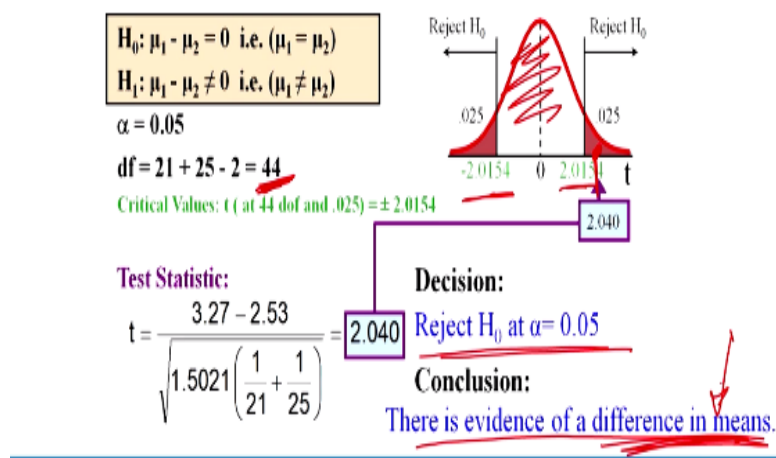 H₀: μ₁ - μ₂ = 0 i.e. (μ₁ = μ₂)
H₁: μ₁ - μ₂ ≠ 0 i.e. (μ₁ ≠ μ₂)
α = 0.05
df = 21 + 25 - 2 = 44
Critical Values: t ( at 44 dof and .025) = ± 2.0154
Reject H₀ Reject H₀
.025 .025
-2.0154 0 2.0154 t
2.040
Test Statistic:
t = (3.27 – 2.53) / √(1.5021 (1/21 + 1/25)) = 2.040
Decision:
Reject H₀ at α= 0.05
Conclusion:
There is evidence of a difference in means.